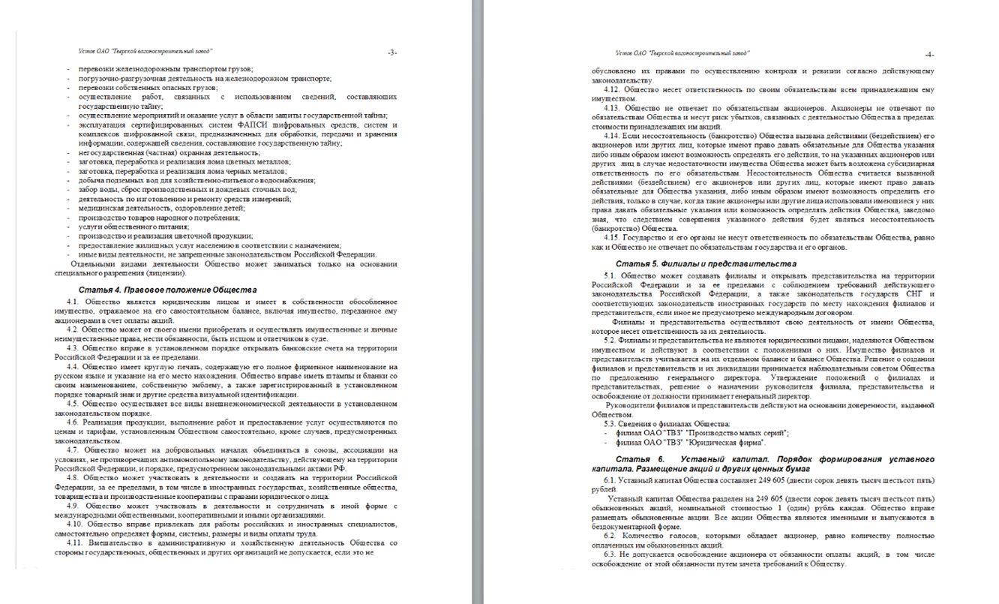 Устав ОАО "Тверской вагоностроительный завод" -3-
- перевозки железнодорожным транспортом грузов;
- погрузочно-разгрузочная деятельность на железнодорожном транспорте;
- перевозки собственных опасных грузов;
- осуществление работ, связанных с использованием сведений, составляющих
государственную тайну;
- осуществление мероприятий и оказание услуг в области защиты государственной тайны;
- эксплуатация сертифицированных систем ФАПСИ шифровальных средств, систем и
комплексов шифрованной связи, предназначенных для обработки, передачи и хранения
информации, содержащей сведения, составляющие государственную тайну;
- негосударственная (частная) охранная деятельность;
- заготовка, переработка и реализация лома цветных металлов;
- заготовка, переработка и реализация лома черных металлов;
- добыча подземных вод для хозяйственно-питьевого водоснабжения;
- забор воды, сброс производственных и дождевых сточных вод;
- деятельность по изготовлению и ремонту средств измерений;
- медицинская деятельность, оздоровление детей;
- производство товаров народного потребления;
- услуги общественного питания;
- производство и реализация цветочной продукции;
- предоставление жилищных услуг населению в соответствии с назначением;
- иные виды деятельности, не запрещенные законодательством Российской Федерации.
Отдельными видами деятельности Общество может заниматься только на основании
специального разрешения (лицензии).
Статья 4. Правовое положение Общества
4.1. Общество является юридическим лицом и имеет в собственности обособленное
имущество, отражаемое на его самостоятельном балансе, включая имущество, переданное ему
акционерами в счет оплаты акций.
4.2. Общество может от своего имени приобретать и осуществлять имущественные и личные
неимущественные права, нести обязанности, быть истцом и ответчиком в суде.
4.3. Общество вправе в установленном порядке открывать банковские счета на территории
Российской Федерации и за ее пределами.
4.4. Общество имеет круглую печать, содержащую его полное фирменное наименование на
русском языке и указание на его место нахождения. Общество вправе иметь штампы и бланки со
своим наименованием, собственную эмблему, а также зарегистрированный в установленном
порядке товарный знак и другие средства визуальной идентификации.
4.5. Общество осуществляет все виды внешнеэкономической деятельности в установленном
законодательством порядке.
4.6. Реализация продукции, выполнение работ и предоставление услуг осуществляются по
ценам и тарифам, установленным Обществом самостоятельно, кроме случаев, предусмотренных
законодательством.
4.7. Общество может на добровольных началах объединяться в союзы, ассоциации на
условиях, не противоречащих антимонопольному законодательству, действующему на территории
Российской Федерации, и порядке, предусмотренном законодательными актами РФ.
4.8. Общество может участвовать в деятельности и создавать на территории Российской
Федерации, за ее пределами, в том числе в иностранных государствах, хозяйственные общества,
товарищества и производственные кооперативы с правами юридического лица.
4.9. Общество может участвовать в деятельности и сотрудничать в иной форме с
международными общественными, кооперативными и иными организациями.
4.10. Общество вправе привлекать для работы российских и иностранных специалистов,
самостоятельно определяет формы, системы, размеры и виды оплаты труда.
4.11. Вмешательство в административную и хозяйственную деятельность Общества со
стороны государственных, общественных и других организаций не допускается, если это не
Устав ОАО "Тверской вагоностроительный завод" -4-
обусловлено их правами по осуществлению контроля и ревизии согласно действующему
законодательству.
4.12. Общество несет ответственность по своим обязательствам всем принадлежащим ему
имуществом.
4.13. Общество не отвечает по обязательствам акционеров. Акционеры не отвечают по
обязательствам Общества и несут риск убытков, связанных с деятельностью Общества в пределах
стоимости принадлежащих им акций.
4.14. Если несостоятельность (банкротство) Общества вызвана действиями (бездействием) его
акционеров или других лиц, которые имеют право давать обязательные для Общества указания
либо иным образом имеют возможность определять его действия, то на указанных акционеров или
других лиц в случае недостаточности имущества Общества может быть возложена субсидиарная
ответственность по его обязательствам. Несостоятельность Общества считается вызванной
действиями (бездействием) его акционеров или других лиц, которые имеют право давать
обязательные для Общества указания, либо иным образом имеют возможность определить его
действия, только в случае, когда такие акционеры или другие лица использовали имеющиеся у них
права давать обязательные указания или возможность определять действия Общества, заведомо
зная, что следствием совершения указанного действия будет являться несостоятельность
(банкротство) Общества.
4.15. Государство и его органы не несут ответственность по обязательствам Общества, равно
как и Общество не отвечает по обязательствам государства и его органов.
Статья 5. Филиалы и представительства
5.1. Общество может создавать филиалы и открывать представительства на территории
Российской Федерации и за ее пределами с соблюдением требований действующего
законодательства Российской Федерации, а также законодательств государств СНГ и
соответствующих законодательств иностранных государств по месту нахождения филиалов и
представительств, если иное не предусмотрено международным договором.
Филиалы и представительства осуществляют свою деятельность от имени Общества,
которое несет ответственность за их деятельность.
5.2. Филиалы и представительства не являются юридическими лицами, наделяются Обществом
имуществом и действуют в соответствии с положениями о них. Имущество филиалов и
представительств учитывается на их отдельном балансе и балансе Общества. Решение о создании
филиалов и представительств и их ликвидации принимается наблюдательным советом Общества
по предложению генерального директора. Утверждение положений о филиалах и
представительствах, решение о назначении руководителя филиала, представительства и
освобождение от должности принимает генеральный директор.
Руководители филиалов и представительств действуют на основании доверенности, выданной
Обществом.
5.3. Сведения о филиалах Общества:
- филиал ОАО "ТВЗ" "Производство малых серий";
- филиал ОАО "ТВЗ" "Юридическая фирма".
Статья 6. Уставный капитал. Порядок формирования уставного
капитала. Размещение акций и других ценных бумаг
6.1. Уставный капитал Общества составляет 249 605 (двести сорок девять тысяч шестьсот пять)
рублей.
Уставный капитал Общества разделен на 249 605 (двести сорок девять тысяч шестьсот пять)
обыкновенных акций, номинальной стоимостью 1 (один) рубль каждая. Общество вправе
размещать обыкновенные акции. Все акции Общества являются именными и выпускаются в
бездокументарной форме.
6.2. Количество голосов, которыми обладает акционер, равно количеству полностью
оплаченных им обыкновенных акций.
6.3. Не допускается освобождение акционера от обязанности оплаты акций, в том числе
освобождение от этой обязанности путем зачета требований к Обществу.